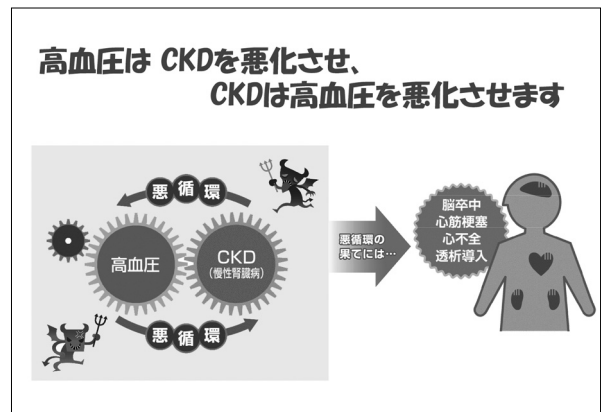 高血圧は CKDを悪化させ、
CKDは高血圧を悪化させます
悪循環
高血圧
CKD
(慢性腎臓病)
悪循環
悪循環の
果てには…
脳卒中
心筋梗塞
心不全
透析導入